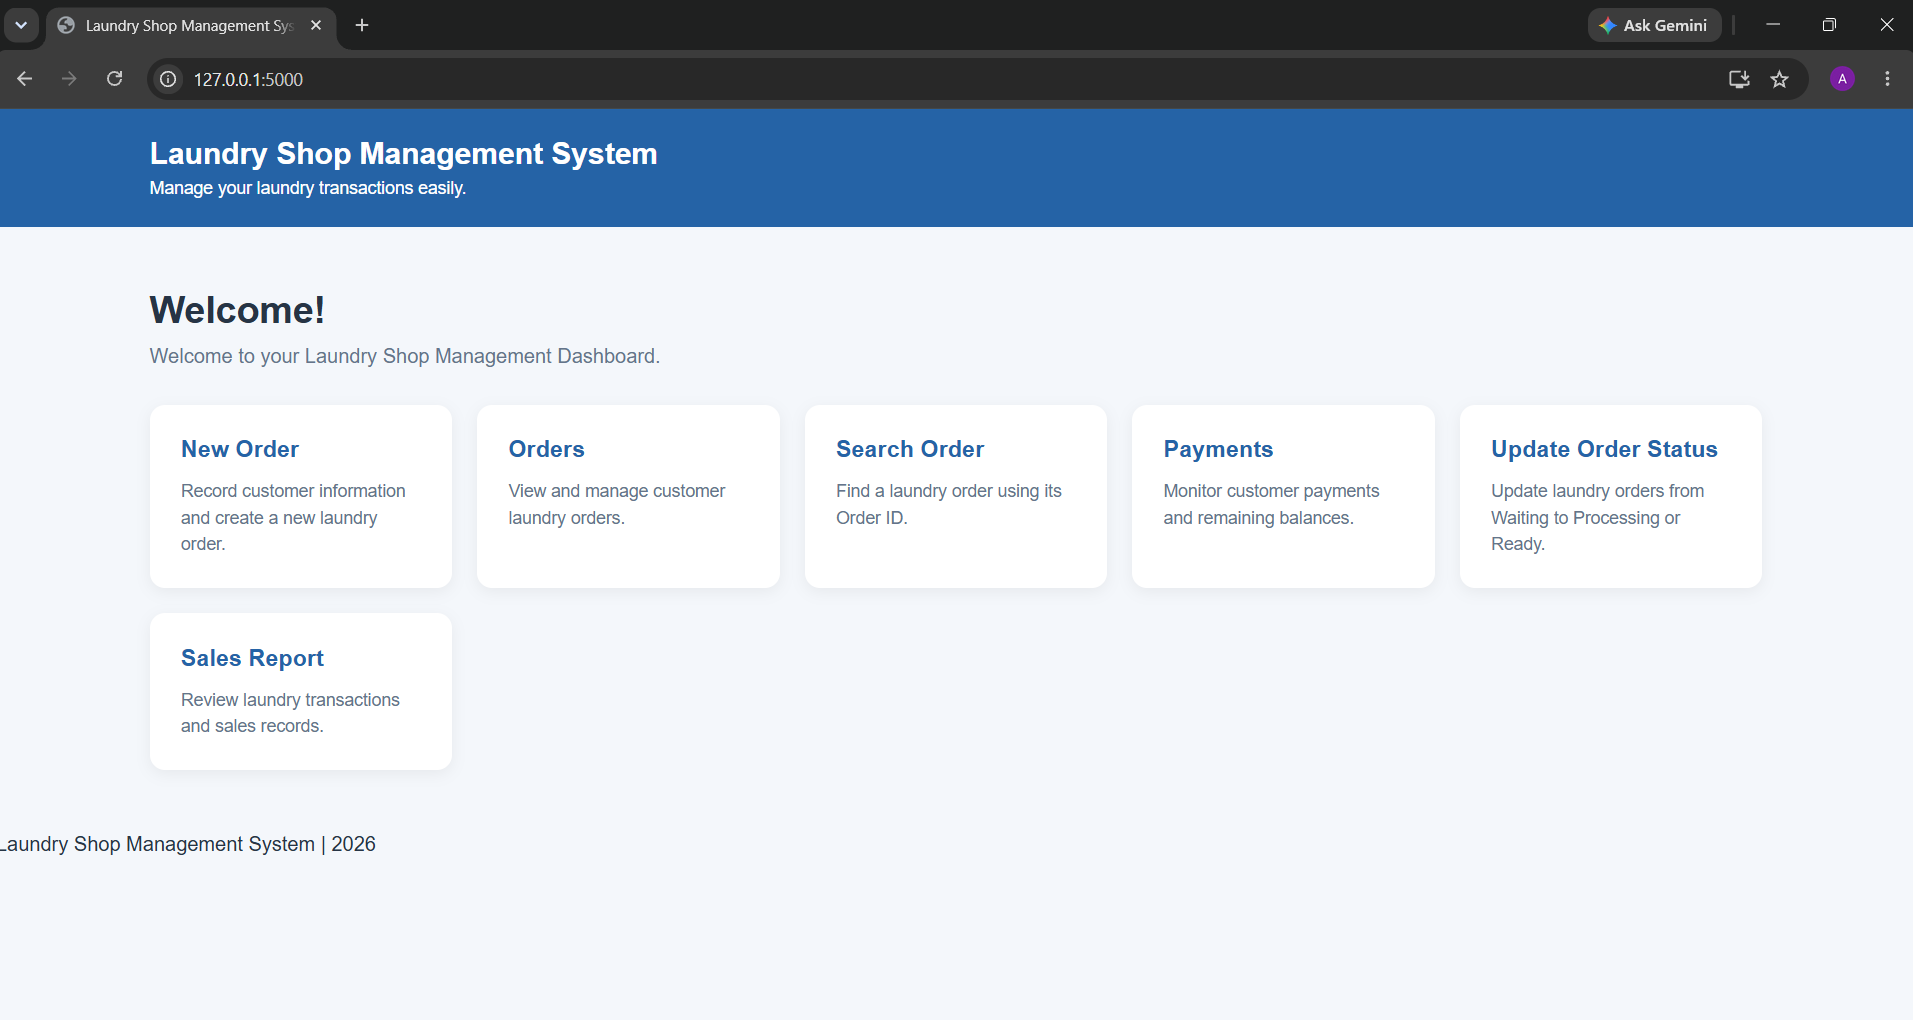 Laundry Shop Management Sys
Ask Gemini
127.0.0.1:5000
A
Laundry Shop Management System
Manage your laundry transactions easily.
Welcome!
Welcome to your Laundry Shop Management Dashboard.
New Order
Record customer information
and create a new laundry
order.
Orders
View and manage customer
laundry orders.
Search Order
Find a laundry order using its
Order ID.
Payments
Monitor customer payments
and remaining balances.
Update Order Status
Update laundry orders from
Waiting to Processing or
Ready.
Sales Report
Review laundry transactions
and sales records.
Laundry Shop Management System | 2026